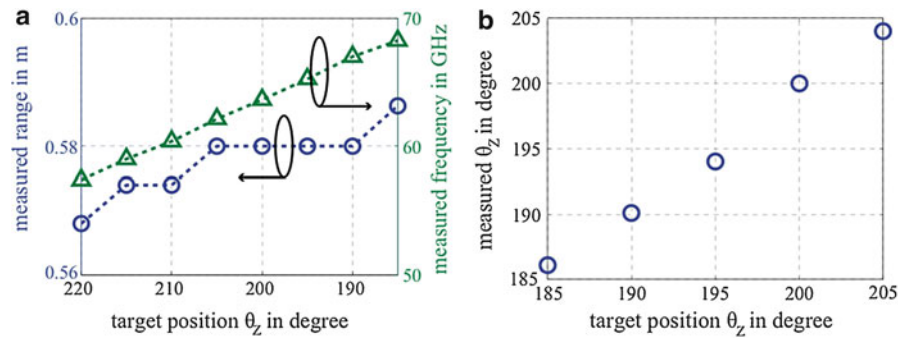 a
0.6
0.58
0.56
measured range in m
220
210
200
190
target position θz in degree
70
60
50
measured frequency in GHz
b
205
200
195
190
185
measured θz in degree
185
190
195
200
205
target position θz in degree